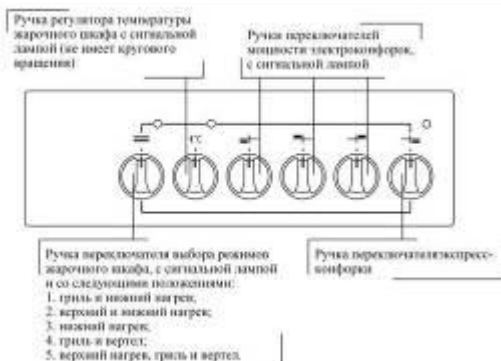 Ручка регулятора температуры
жарочного шкафа с сигнальной
лампой (не имеет кругового
вращения)
Ручки переключателей
мощности электроконфорок,
с сигнальной лампой
°C
Ручка переключателя выбора режимов
жарочного шкафа, с сигнальной лампой
и со следующими положениями:
1. гриль и нижний нагрев;
2. верхний и нижний нагрев;
3. нижний нагрев;
4. гриль и вертел;
5. верхний нагрев, гриль и вертел.
Ручка переключателяэкспресс-
конфорки